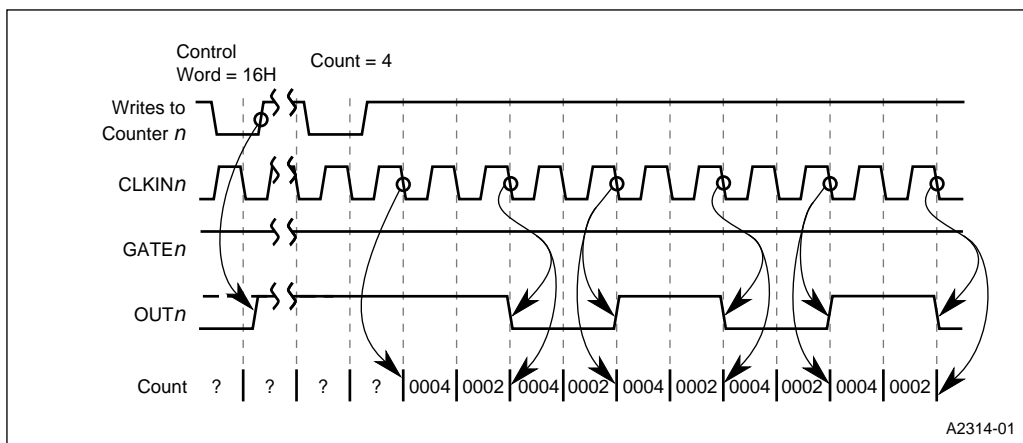 Control
Word = 16H
Count = 4
Writes to
Counter n
CLKINn
GATEn
OUTn
Count ? ? ? ? 0004 0002 0004 0002 0004 0002 0004 0002 0004 0002
A2314-01